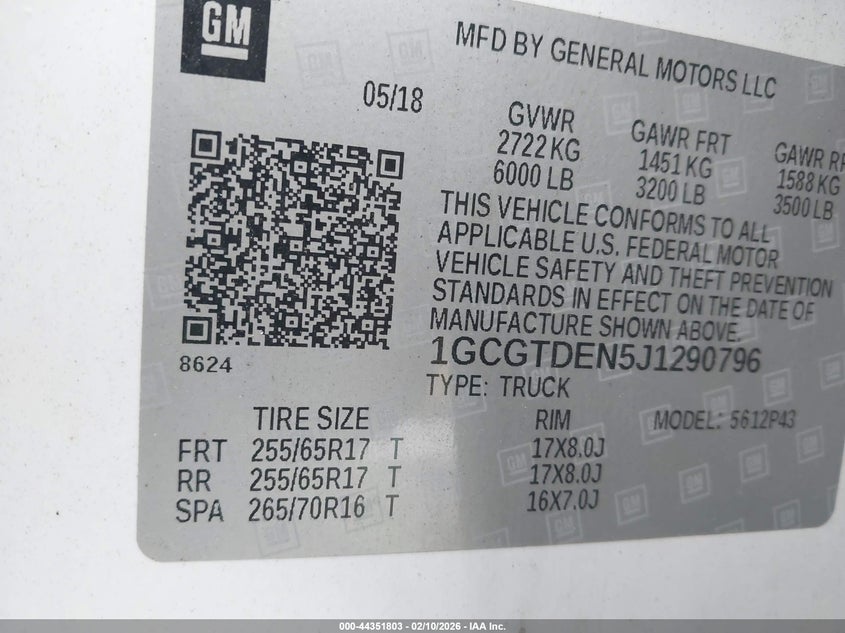 GM
MFD BY GENERAL MOTORS LLC
05/18
GVWR GAWR FRT GAWR RR
2722 KG 1451 KG 1588 KG
6000 LB 3200 LB 3500 LB
THIS VEHICLE CONFORMS TO ALL
APPLICABLE U.S. FEDERAL MOTOR
VEHICLE SAFETY AND THEFT PREVENTION
STANDARDS IN EFFECT ON THE DATE OF
MANUFACTURE SHOWN ABOVE.
8624
1GCGTDEN5J1290796
TYPE: TRUCK
TIRE SIZE RIM MODEL: 5612P43
FRT 255/65R17 T 17X8.0J
RR 255/65R17 T 17X8.0J
SPA 265/70R16 T 16X7.0J
000-44351803 - 02/10/2026 - IAA Inc.